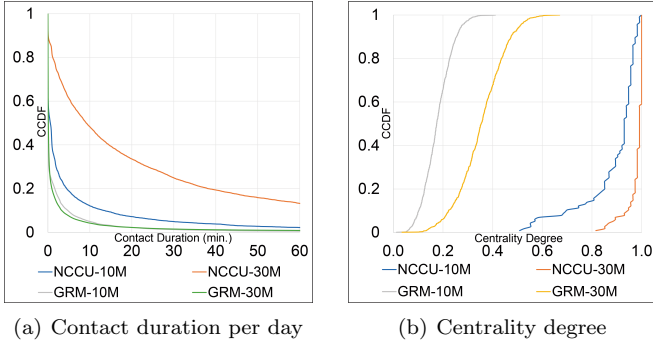 1
0.8
0.6
0.4
0.2
0
CCDF
0 10 20 30 40 50 60
Contact Duration (min.)
NCCU-10M NCCU-30M
GRM-10M GRM-30M
(a) Contact duration per day
1
0.8
0.6
0.4
0.2
0
CCDF
0.0 0.2 0.4 0.6 0.8 1.0
Centrality Degree
NCCU-10M NCCU-30M
GRM-10M GRM-30M
(b) Centrality degree